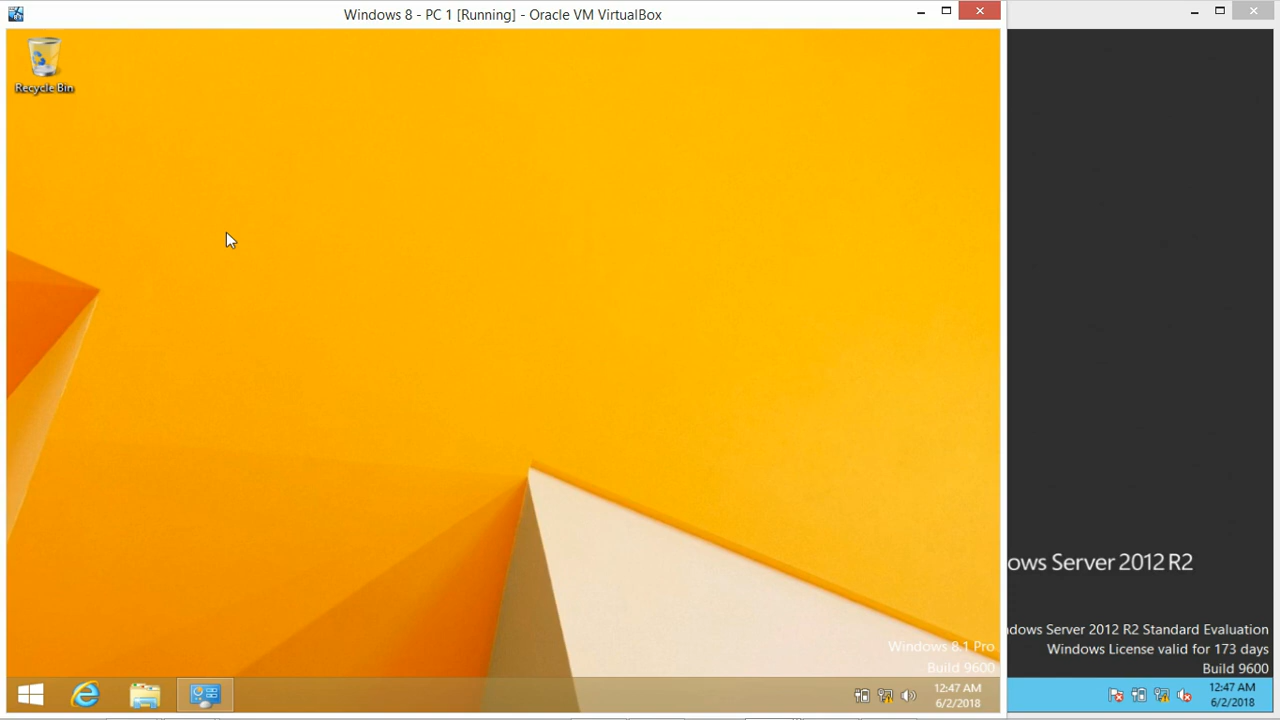 Windows 8 - PC 1 [Running] - Oracle VM VirtualBox
Recycle Bin
ows Server 2012 R2
Windows 8.1 Pro
Build 9600
dows Server 2012 R2 Standard Evaluation
Windows License valid for 173 days
Build 9600
12:47 AM
6/2/2018
12:47 AM
6/2/2018